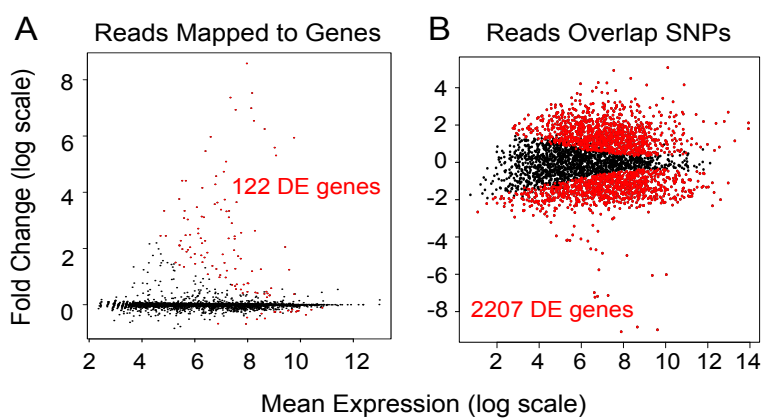 A
Reads Mapped to Genes
B
Reads Overlap SNPs
Fold Change (log scale)
8
6
4
2
0
122 DE genes
2 4 6 8 10 12
4
2
0
-2
-4
-6
-8
2207 DE genes
2 4 6 8 10 12 14
Mean Expression (log scale)